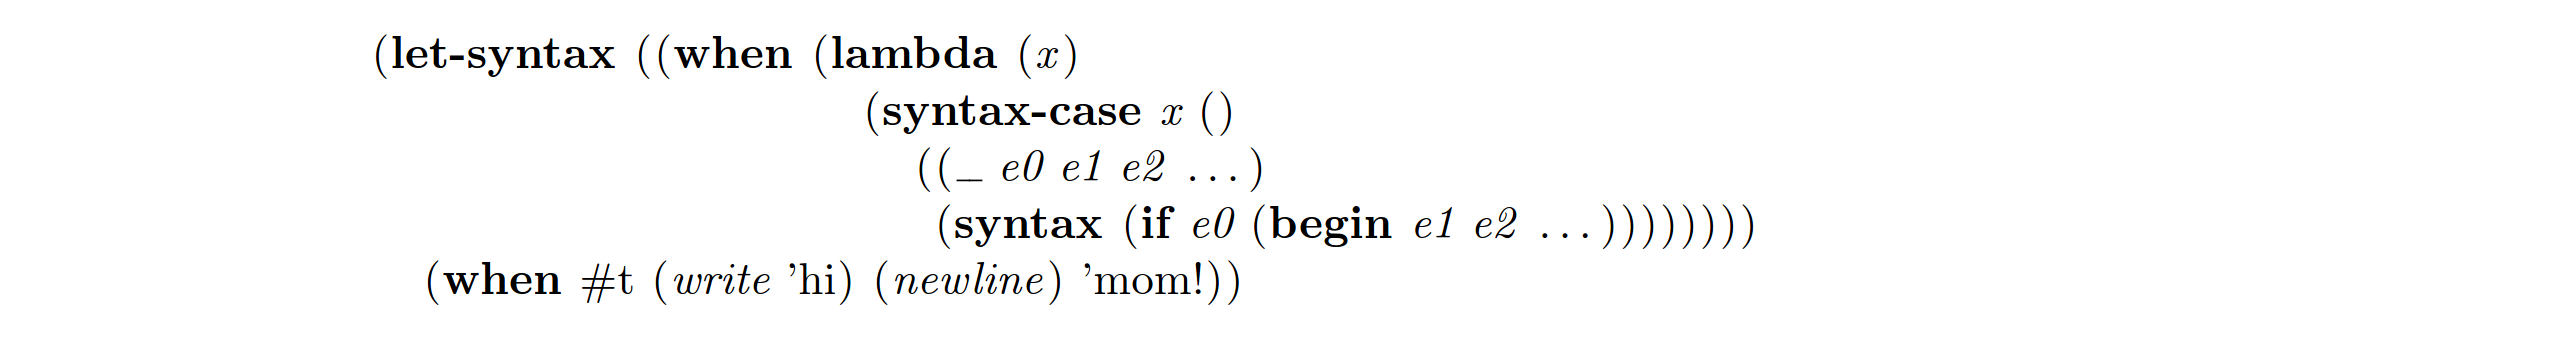 (let-syntax ((when (lambda (x)
(syntax-case x ()
((_ e0 e1 e2 ...)
(syntax (if e0 (begin e1 e2 ...))))))))
(when #t (write ’hi) (newline) ’mom!))